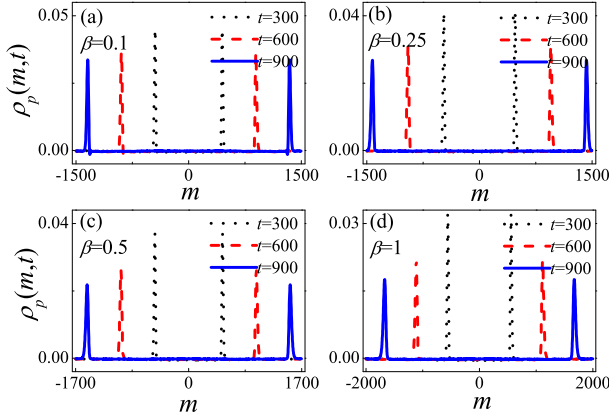 (a)
t=300
t=600
t=900
β=0.1
0.05
0.00
ρp(m,t)
-1500 0 1500
m
(b)
t=300
t=600
t=900
β=0.25
0.04
0.00
-1500 0 1500
m
(c)
t=300
t=600
t=900
β=0.5
0.04
0.00
ρp(m,t)
-1700 0 1700
m
(d)
t=300
t=600
t=900
β=1
0.03
0.00
-2000 0 2000
m